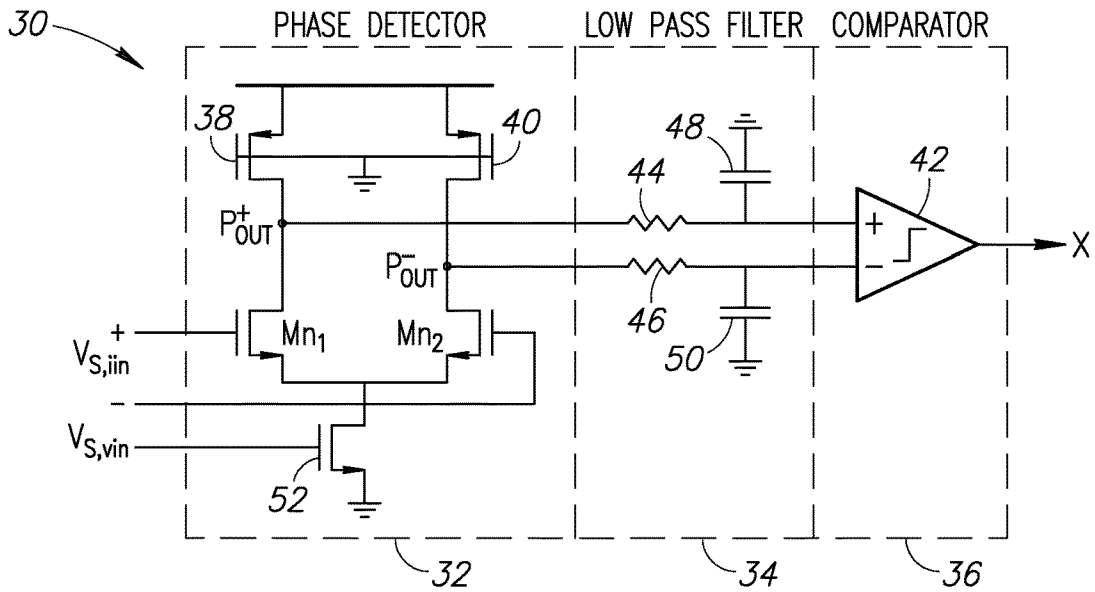 30
PHASE DETECTOR
LOW PASS FILTER
COMPARATOR
38
40
48
44
42
P+OUT
P-OUT
+
-
X
46
50
+
VS,iin
-
Mn1
Mn2
VS,vin
52
32
34
36